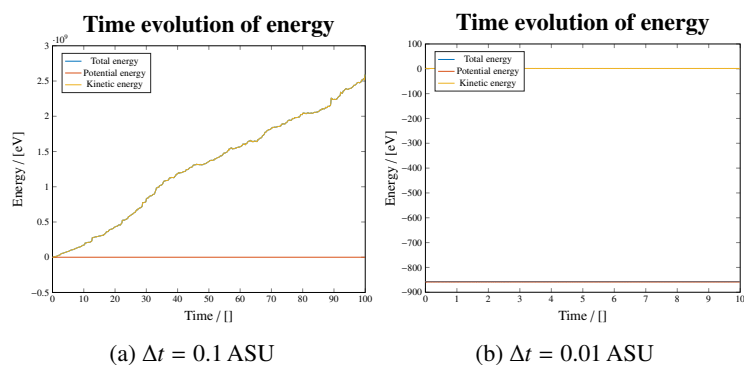 Time evolution of energy
·10⁹
3
2.5
2
1.5
1
0.5
0
−0.5
Energy / [eV]
Total energy
Potential energy
Kinetic energy
0 10 20 30 40 50 60 70 80 90 100
Time / []
(a) Δt = 0.1 ASU
Time evolution of energy
100
0
−100
−200
−300
−400
−500
−600
−700
−800
−900
Energy / [eV]
Total energy
Potential energy
Kinetic energy
0 1 2 3 4 5 6 7 8 9 10
Time / []
(b) Δt = 0.01 ASU